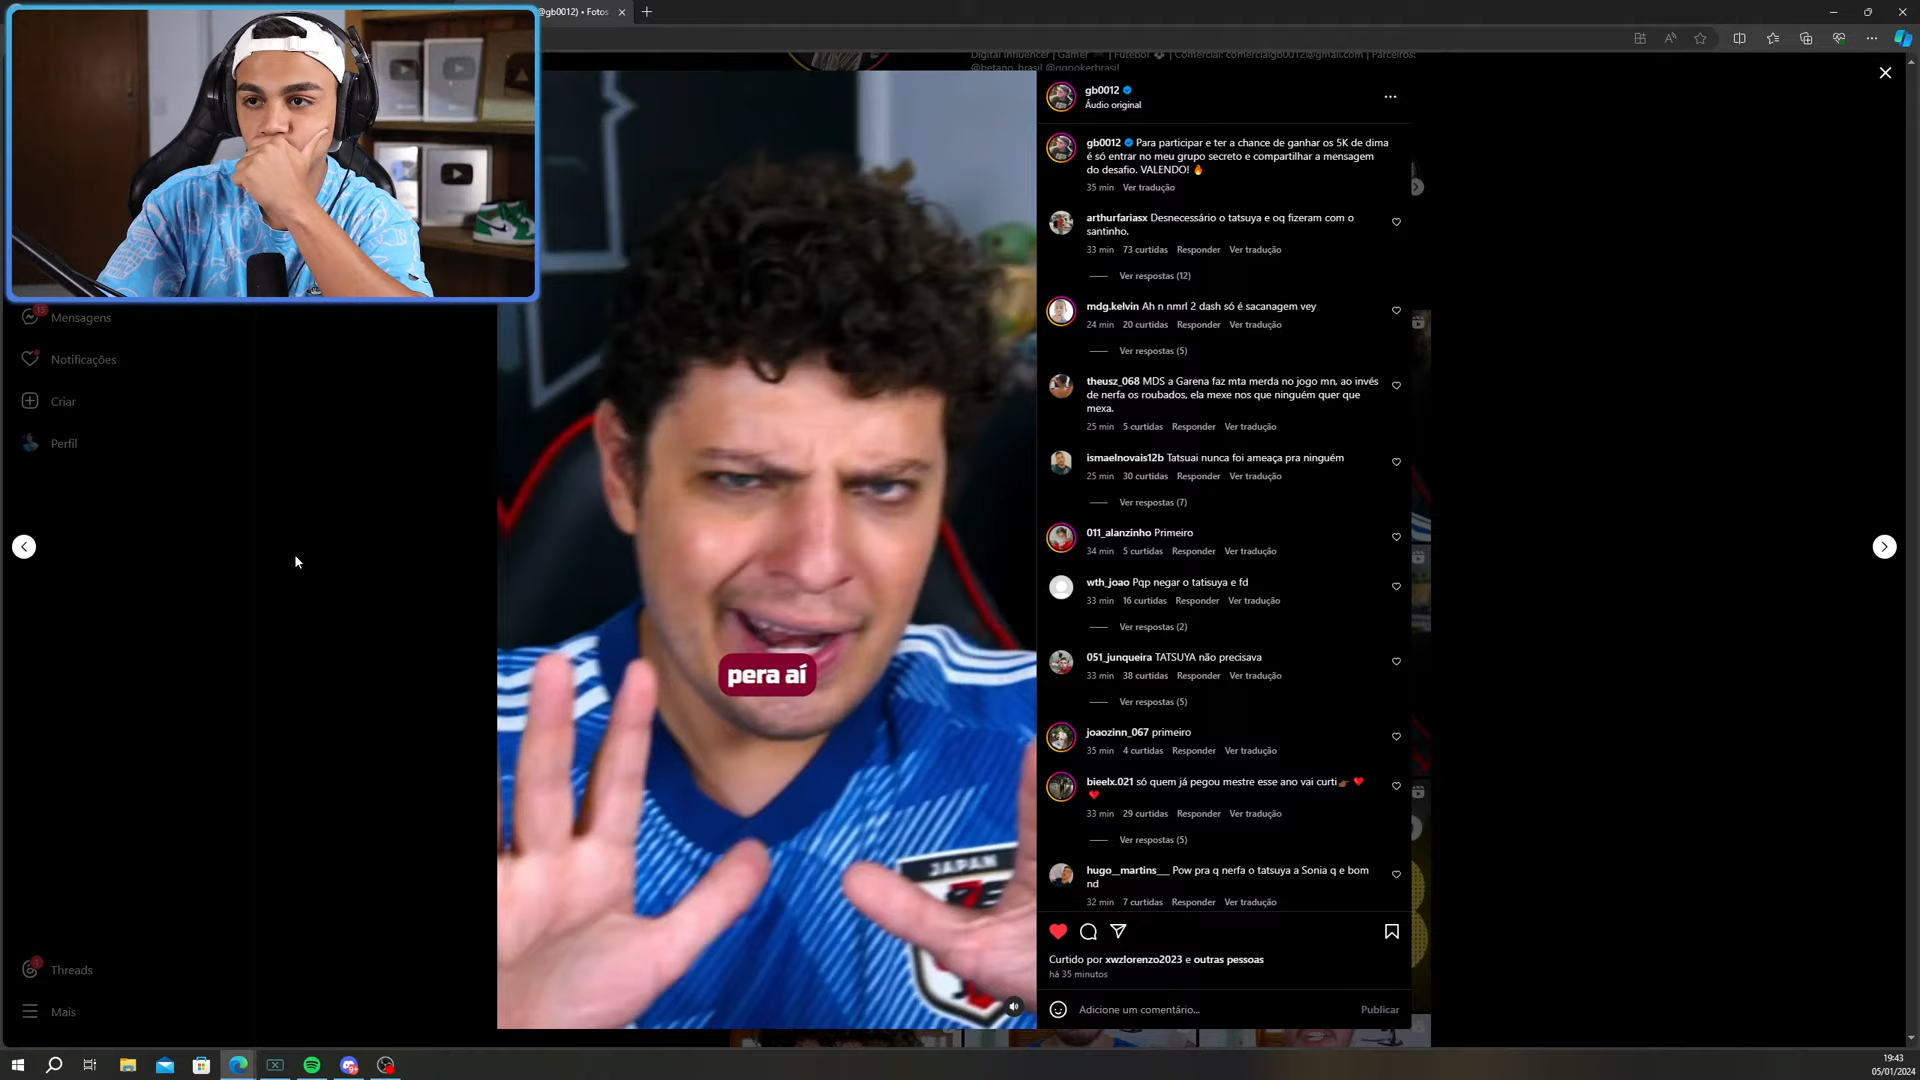 @gb0012) • Fotos
Digital Influencer | Gamer | Futebol | Comercial: comercialgb0012@gmail.com | Parceiros:
@betano_brasil @ggpokerbrasil
Mensagens
15
Notificações
Criar
Perfil
1
Threads
Mais
pera aí
JAPAN
gb0012
Áudio original
gb0012 Para participar e ter a chance de ganhar os 5K de dima
é só entrar no meu grupo secreto e compartilhar a mensagem
do desafio. VALENDO! 🔥
35 min Ver tradução
arthurfariasx Desnecessário o tatsuya e oq fizeram com o
santinho.
33 min 73 curtidas Responder Ver tradução
Ver respostas (12)
mdg.kelvin Ah n nmrl 2 dash só é sacanagem vey
24 min 20 curtidas Responder Ver tradução
Ver respostas (5)
theusz_068 MDS a Garena faz mta merda no jogo mn, ao invés
de nerfa os roubados, ela mexe nos que ninguém quer que
mexa.
25 min 5 curtidas Responder Ver tradução
ismaelnovais12b Tatsuai nunca foi ameaça pra ninguém
25 min 30 curtidas Responder Ver tradução
Ver respostas (7)
011_alanzinho Primeiro
34 min 5 curtidas Responder Ver tradução
wth_joao Pqp negar o tatisuya e fd
33 min 16 curtidas Responder Ver tradução
Ver respostas (2)
051_junqueira TATSUYA não precisava
33 min 38 curtidas Responder Ver tradução
Ver respostas (5)
joaozinn_067 primeiro
35 min 4 curtidas Responder Ver tradução
bieelx.021 só quem já pegou mestre esse ano vai curti👉🏾 ❤️
❤️
33 min 29 curtidas Responder Ver tradução
Ver respostas (5)
hugo__martins___ Pow pra q nerfa o tatsuya a Sonia q e bom
nd
32 min 7 curtidas Responder Ver tradução
Curtido por xwzlorenzo2023 e outras pessoas
há 35 minutos
Adicione um comentário...
Publicar
19:43
05/01/2024